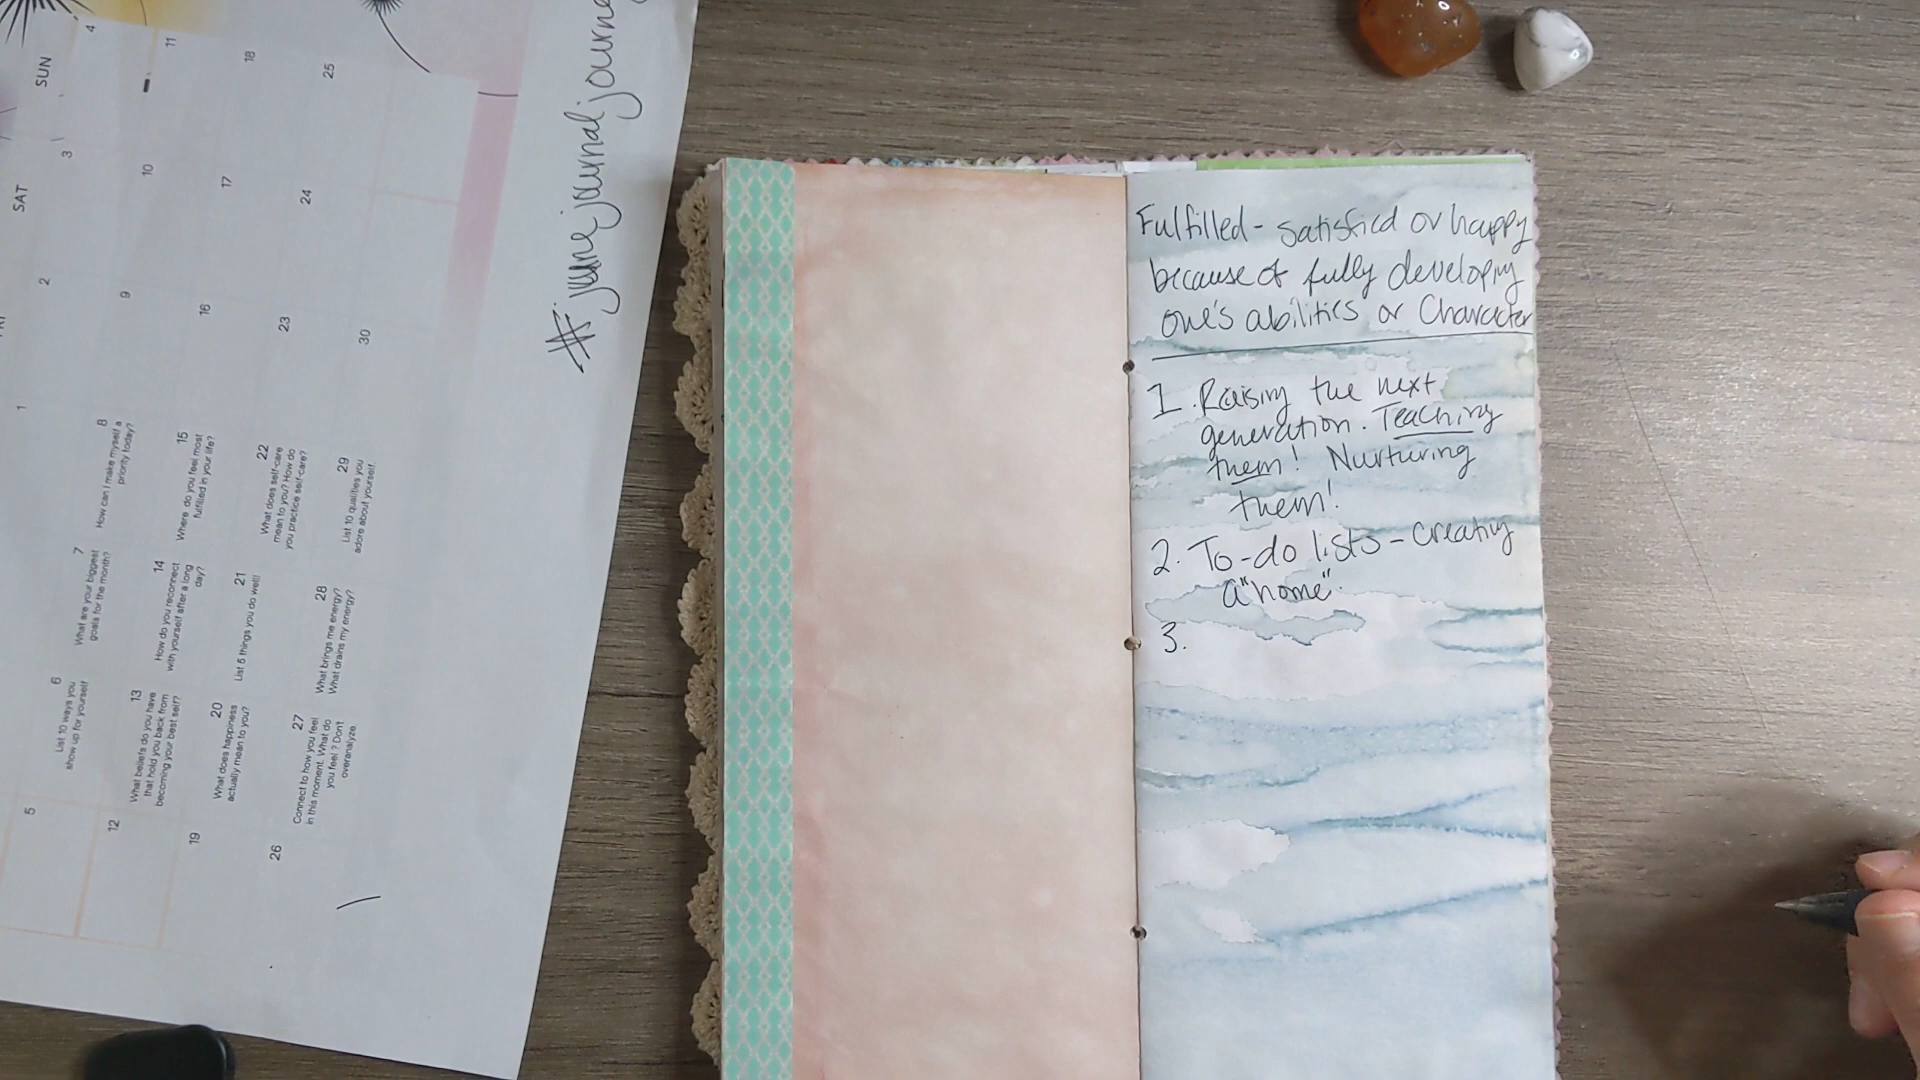 #junejournaljourne
SUN
SAT
1
2
3
4
5
6
List 10 ways you
show up for yourself
7
What are your biggest
goals for the month?
8
How can I make myself a
priority today?
9
10
11
12
13
What beliefs do you have
that hold you back from
becoming your best self?
14
How do you reconnect
with yourself after a long
day?
15
Where do you feel most
fulfilled in your life?
16
17
18
19
20
What does happiness
actually mean to you?
21
List 5 things you do well!
22
What does self-care
mean to you? How do
you practice self-care?
23
24
25
26
27
Connect to how you feel
in this moment. What do
you feel? Don't
overanalyze
28
What brings me energy?
What drains my energy?
29
List 10 qualities you
adore about yourself.
30
Fulfilled - satisfied or happy
because of fully developing
one's abilities or Character
1. Raising the next
generation. Teaching
them! Nurturing
them!
2. To-do lists - Creating
a "home".
3.